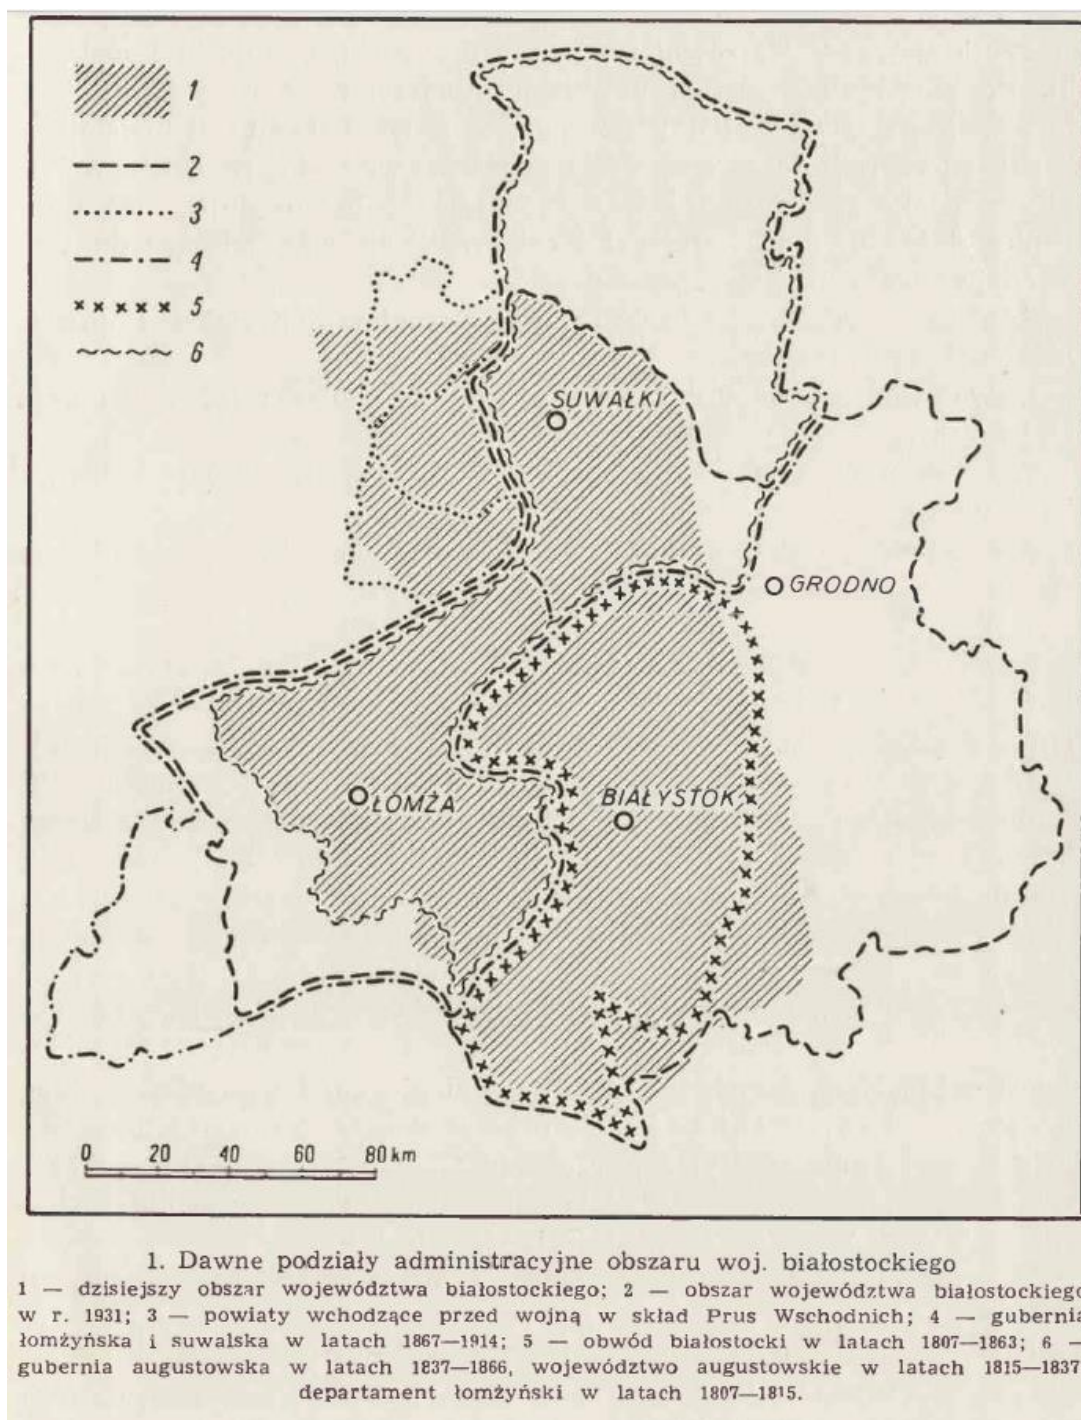 1
2
3
4
5
6
SUWAŁKI
GRODNO
ŁOMŻA
BIAŁYSTOK
0 20 40 60 80 km
1. Dawne podziały administracyjne obszaru woj. białostockiego
1 — dzisiejszy obszar województwa białostockiego; 2 — obszar województwa białostockiego
w r. 1931; 3 — powiaty wchodzące przed wojną w skład Prus Wschodnich; 4 — gubernia
łomżyńska i suwalska w latach 1867—1914; 5 — obwód białostocki w latach 1807—1863; 6 —
gubernia augustowska w latach 1837—1866, województwo augustowskie w latach 1815—1837
departament łomżyński w latach 1807—1815.